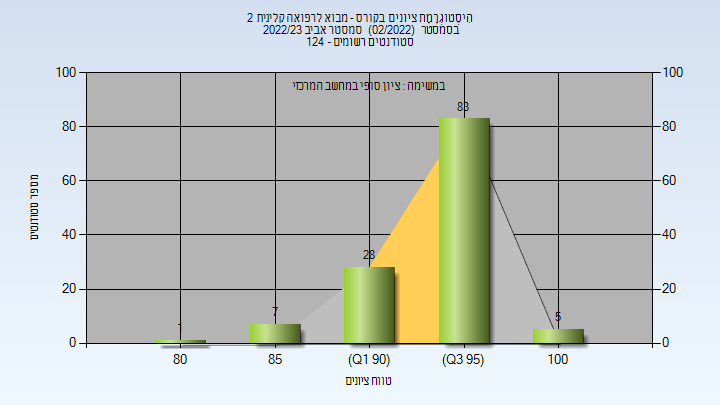 היסטוגרמת ציונים בקורס - מבוא לרפואה קלינית 2
בסמסטר (02/2022) סמסטר אביב 2022/23
סטודנטים רשומים - 124
במשימה : ציון סופי במחשב המרכזי
100 100
80 80
60 60
40 40
20 20
0 0
1 7 28 83 5
80 85 (Q1 90) (Q3 95) 100
מספר סטודנטים
טווח ציונים